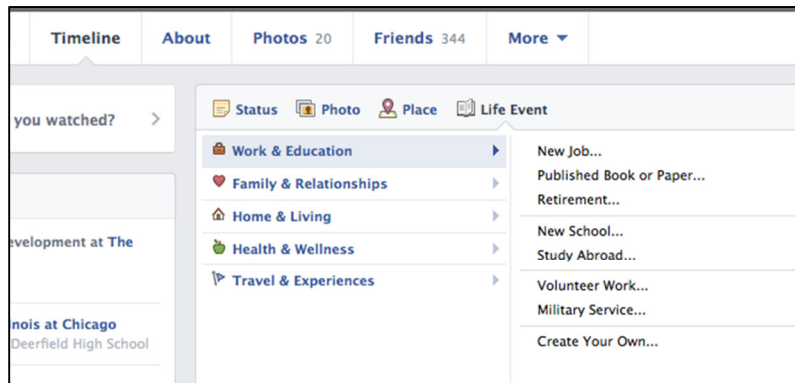 Timeline About Photos 20 Friends 344 More
you watched?
Status Photo Place Life Event
Work & Education
Family & Relationships
Home & Living
Health & Wellness
Travel & Experiences
New Job...
Published Book or Paper...
Retirement...
New School...
Study Abroad...
Volunteer Work...
Military Service...
Create Your Own...
evelopment at The
nois at Chicago
Deerfield High School